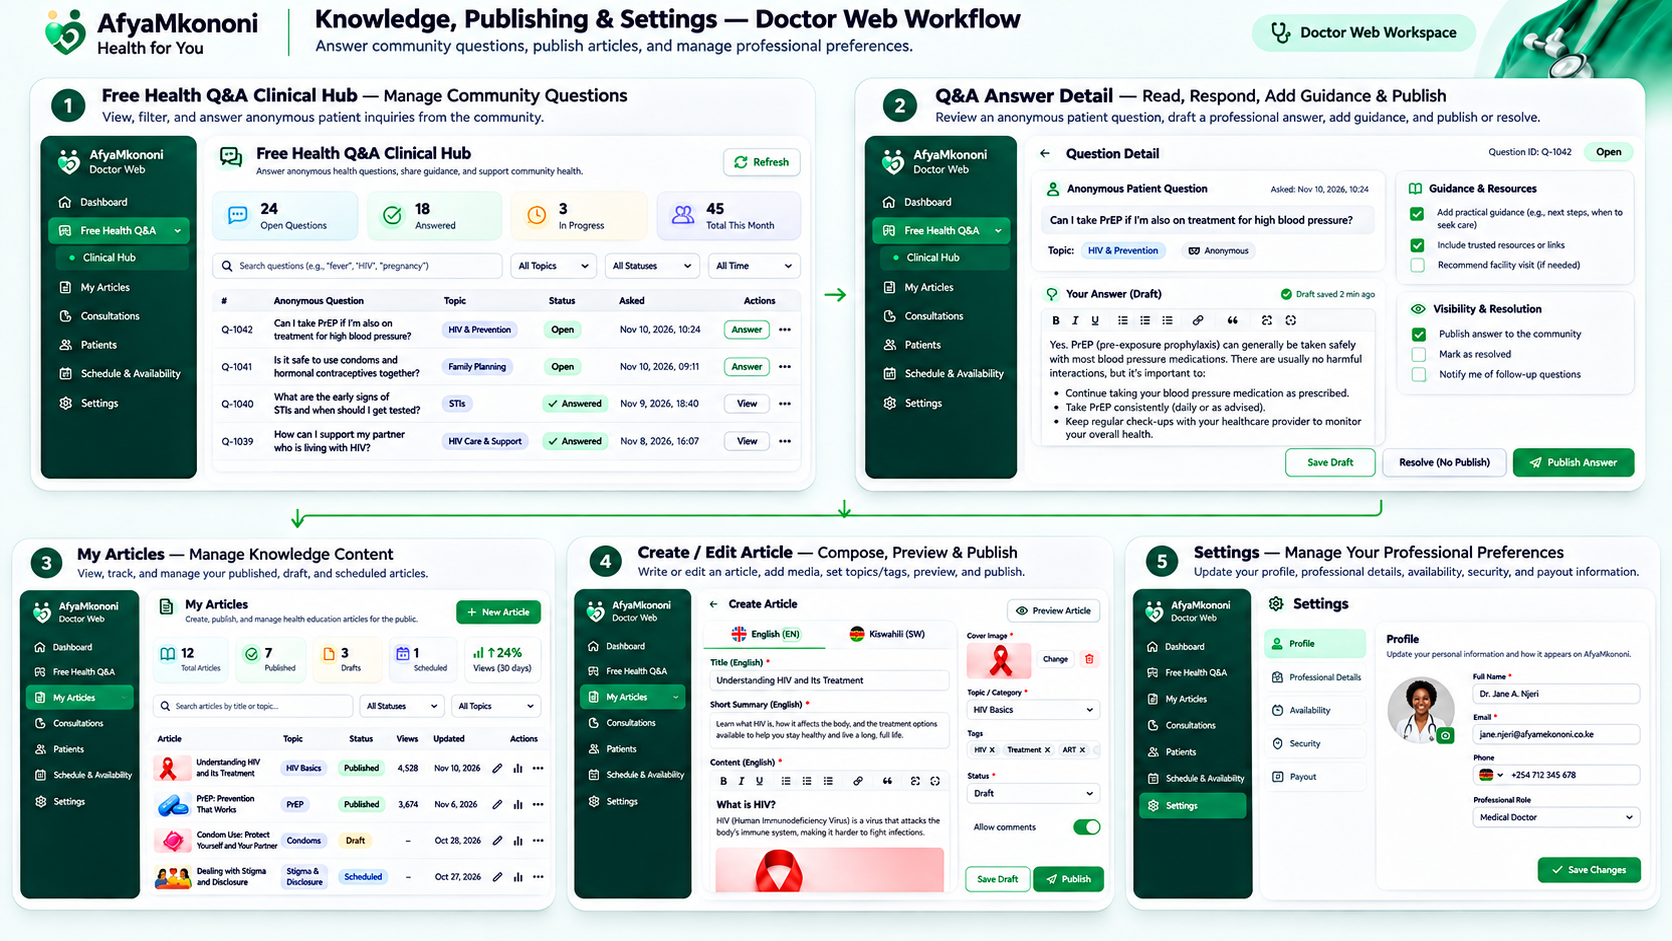 AfyaMkononi
Health for You
Knowledge, Publishing & Settings — Doctor Web Workflow
Answer community questions, publish articles, and manage professional preferences.
Doctor Web Workspace
1
Free Health Q&A Clinical Hub — Manage Community Questions
View, filter, and answer anonymous patient inquiries from the community.
AfyaMkononi
Doctor Web
Dashboard
Free Health Q&A
Clinical Hub
My Articles
Consultations
Patients
Schedule & Availability
Settings
Free Health Q&A Clinical Hub
Answer anonymous health questions, share guidance, and support community health.
Refresh
24
Open Questions
18
Answered
3
In Progress
45
Total This Month
Search questions (e.g., "fever", "HIV", "pregnancy")
All Topics
All Statuses
All Time
# Anonymous Question Topic Status Asked Actions
Q-1042 Can I take PrEP if I'm also on treatment for high blood pressure? HIV & Prevention Open Nov 10, 2026, 10:24 Answer •••
Q-1041 Is it safe to use condoms and hormonal contraceptives together? Family Planning Open Nov 10, 2026, 09:11 Answer •••
Q-1040 What are the early signs of STIs and when should I get tested? STIs Answered Nov 9, 2026, 18:40 View •••
Q-1039 How can I support my partner who is living with HIV? HIV Care & Support Answered Nov 8, 2026, 16:07 View •••
2
Q&A Answer Detail — Read, Respond, Add Guidance & Publish
Review an anonymous patient question, draft a professional answer, add guidance, and publish or resolve.
AfyaMkononi
Doctor Web
Dashboard
Free Health Q&A
Clinical Hub
My Articles
Consultations
Patients
Schedule & Availability
Settings
Question Detail
Question ID: Q-1042
Open
Anonymous Patient Question
Asked: Nov 10, 2026, 10:24
Can I take PrEP if I'm also on treatment for high blood pressure?
Topic: HIV & Prevention Anonymous
Your Answer (Draft)
Draft saved 2 min ago
B I U
Yes. PrEP (pre-exposure prophylaxis) can generally be taken safely
with most blood pressure medications. There are usually no harmful
interactions, but it's important to:
• Continue taking your blood pressure medication as prescribed.
• Take PrEP consistently (daily or as advised).
• Keep regular check-ups with your healthcare provider to monitor
your overall health.
Guidance & Resources
Add practical guidance (e.g., next steps, when to
seek care)
Include trusted resources or links
Recommend facility visit (if needed)
Visibility & Resolution
Publish answer to the community
Mark as resolved
Notify me of follow-up questions
Save Draft
Resolve (No Publish)
Publish Answer
3
My Articles — Manage Knowledge Content
View, track, and manage your published, draft, and scheduled articles.
AfyaMkononi
Doctor Web
Dashboard
Free Health Q&A
My Articles
Consultations
Patients
Schedule & Availability
Settings
My Articles
Create, publish, and manage health education articles for the public.
+ New Article
12
Total Articles
7
Published
3
Drafts
1
Scheduled
↑24%
Views (30 days)
Search articles by title or topic...
All Statuses
All Topics
Article Topic Status Views Updated Actions
Understanding HIV and Its Treatment HIV Basics Published 4,528 Nov 10, 2026 •••
PrEP: Prevention That Works PrEP Published 3,674 Nov 6, 2026 •••
Condom Use: Protect Yourself and Your Partner Condoms Draft – Oct 28, 2026 •••
Dealing with Stigma and Disclosure Stigma & Disclosure Scheduled – Oct 27, 2026 •••
4
Create / Edit Article — Compose, Preview & Publish
Write or edit an article, add media, set topics/tags, preview, and publish.
AfyaMkononi
Doctor Web
Dashboard
Free Health Q&A
My Articles
Consultations
Patients
Schedule & Availability
Settings
Create Article
Preview Article
English (EN)
Kiswahili (SW)
Title (English) *
Understanding HIV and Its Treatment
Short Summary (English) *
Learn what HIV is, how it affects the body, and the treatment options
available to help you stay healthy and live a long, full life.
Content (English) *
B I U
What is HIV?
HIV (Human Immunodeficiency Virus) is a virus that attacks the
body's immune system, making it harder to fight infections.
Cover Image *
Change
Topic / Category *
HIV Basics
Tags
HIV X Treatment X ART X
Status *
Draft
Allow comments
Save Draft
Publish
5
Settings — Manage Your Professional Preferences
Update your profile, professional details, availability, security, and payout information.
AfyaMkononi
Doctor Web
Dashboard
Free Health Q&A
My Articles
Consultations
Patients
Schedule & Availability
Settings
Settings
Profile
Professional Details
Availability
Security
Payout
Profile
Update your personal information and how it appears on AfyaMkononi.
Full Name *
Dr. Jane A. Njeri
Email *
jane.njeri@afyamekononi.co.ke
Phone
+254 712 345 678
Professional Role
Medical Doctor
Save Changes